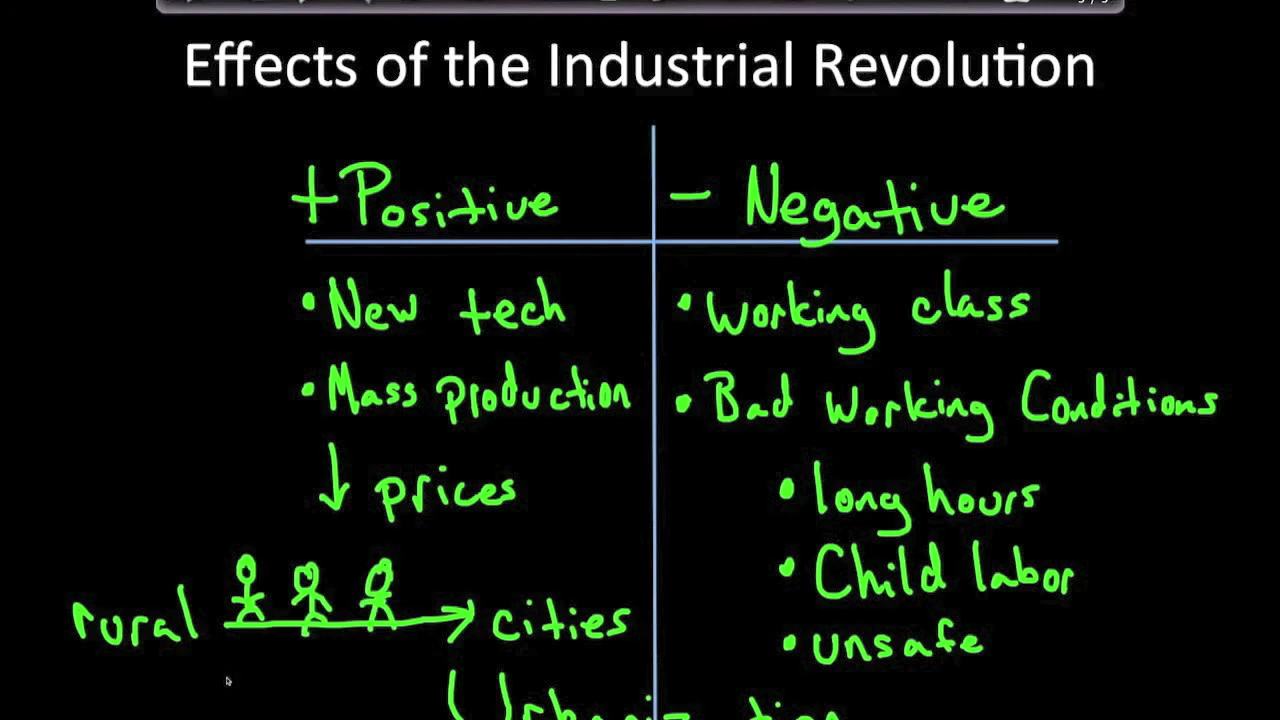 Effects of the Industrial Revolution
+Positive
• New tech
• Mass production
↓ prices
rural → cities
Urbanization
- Negative
• Working class
• Bad Working Conditions
• long hours
• Child labor
• unsafe